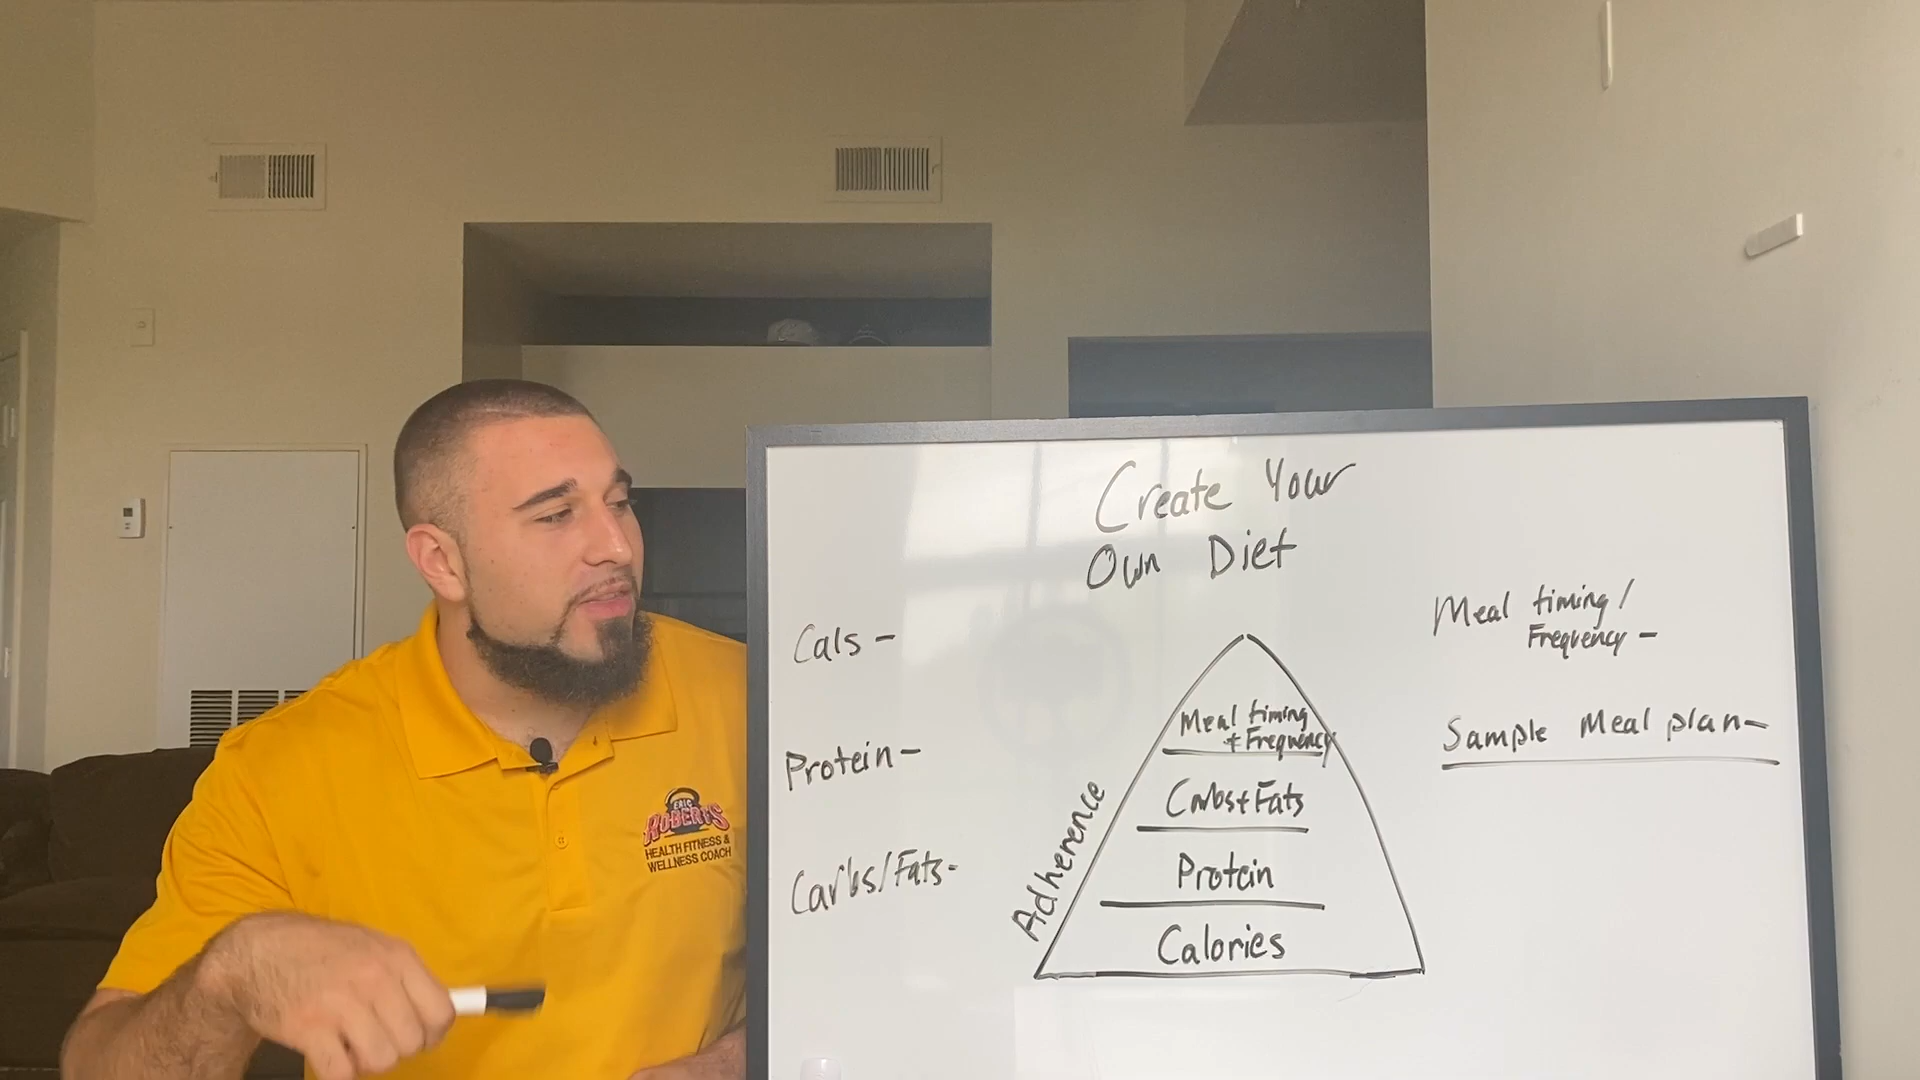 Create Your
Own Diet
Cals -
Protein -
Carbs/Fats -
Adherence
Meal timing
+ Frequency
Carbs + Fats
Protein
Calories
Meal timing /
Frequency -
Sample Meal plan -
ERIC
ROBERTS
HEALTH FITNESS &
WELLNESS COACH